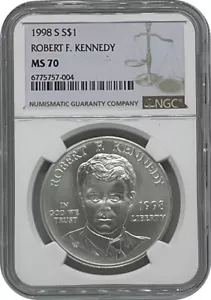 1998 S S$1
ROBERT F. KENNEDY
MS 70
6775757-004
NUMISMATIC GUARANTY COMPANY
NGC
ROBERT F. KENNEDY
IN
GOD WE
TRUST
1998
LIBERTY